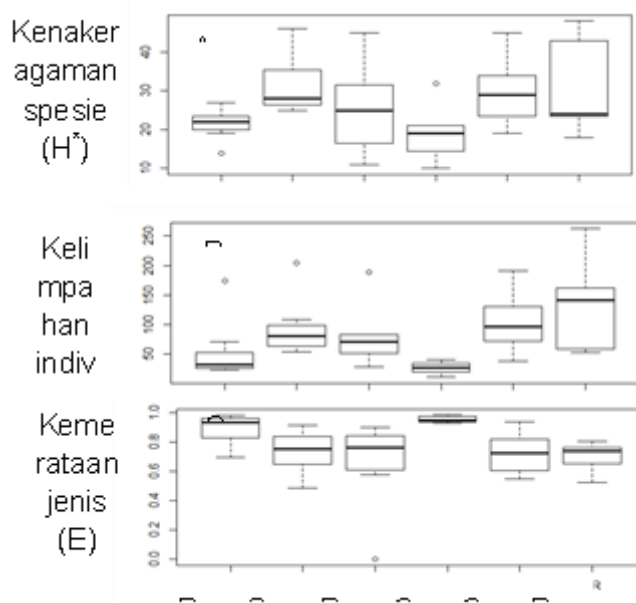 Kenaker
agaman
spesie
(H*)
10 20 30 40
Keli
mpa
han
indiv
50 100 150 200 250
Keme
rataan
jenis
(E)
0.0 0.2 0.4 0.6 0.8 1.0